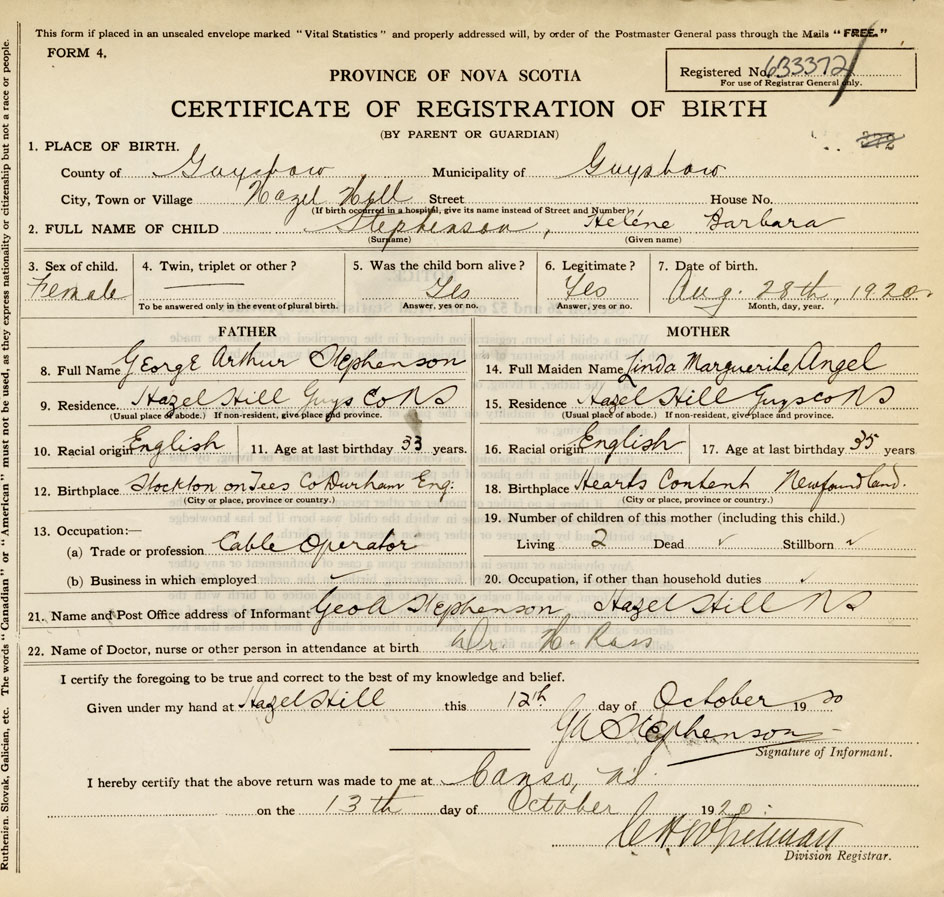 This form if placed in an unsealed envelope marked "Vital Statistics" and properly addressed will, by order of the Postmaster General pass through the Mails "FREE."
FORM 4.
Registered No. 633372
For use of Registrar General only.
PROVINCE OF NOVA SCOTIA
CERTIFICATE OF REGISTRATION OF BIRTH
(BY PARENT OR GUARDIAN)
1. PLACE OF BIRTH.
County of Guysboro Municipality of Guysboro
City, Town or Village Hazel Hill Street House No.
(If birth occurred in a hospital, give its name instead of Street and Number)
2. FULL NAME OF CHILD Stephenson, Heléne Barbara
(Surname) (Given name)
3. Sex of child. 4. Twin, triplet or other? 5. Was the child born alive? 6. Legitimate? 7. Date of birth.
Female Yes Yes Aug. 28th, 1920.
To be answered only in the event of plural birth. Answer, yes or no. Answer, yes or no. Month, day, year.
FATHER
8. Full Name George Arthur Stephenson
9. Residence Hazel Hill Guys Co NS
(Usual place of abode.) If non-resident, give place and province.
10. Racial origin English 11. Age at last birthday 33 years.
12. Birthplace Stockton on Tees Co Durham Eng:
(City or place, province or country.)
13. Occupation:—
(a) Trade or profession Cable Operator
(b) Business in which employed
MOTHER
14. Full Maiden Name Linda Marguerite Angel
15. Residence Hazel Hill Guys co NS
(Usual place of abode.) If non-resident, give place and province.
16. Racial origin English 17. Age at last birthday 35 years
18. Birthplace Hearts Content Newfoundland.
(City or place, province or country.)
19. Number of children of this mother (including this child.)
Living 2 Dead ✓ Stillborn ✓
20. Occupation, if other than household duties ✓
21. Name and Post Office address of Informant Geo A Stephenson, Hazel Hill NS
22. Name of Doctor, nurse or other person in attendance at birth Dr. H. Ross
I certify the foregoing to be true and correct to the best of my knowledge and belief.
Given under my hand at Hazel Hill this 12th day of October 1920
GA Stephenson
Signature of Informant.
I hereby certify that the above return was made to me at Canso, NS.
on the 13th day of October 1920.
Division Registrar.
Ruthenian, Slovak, Galician, etc. The words "Canadian" or "American" must not be used, as they express nationality or citizenship but not a race or people.